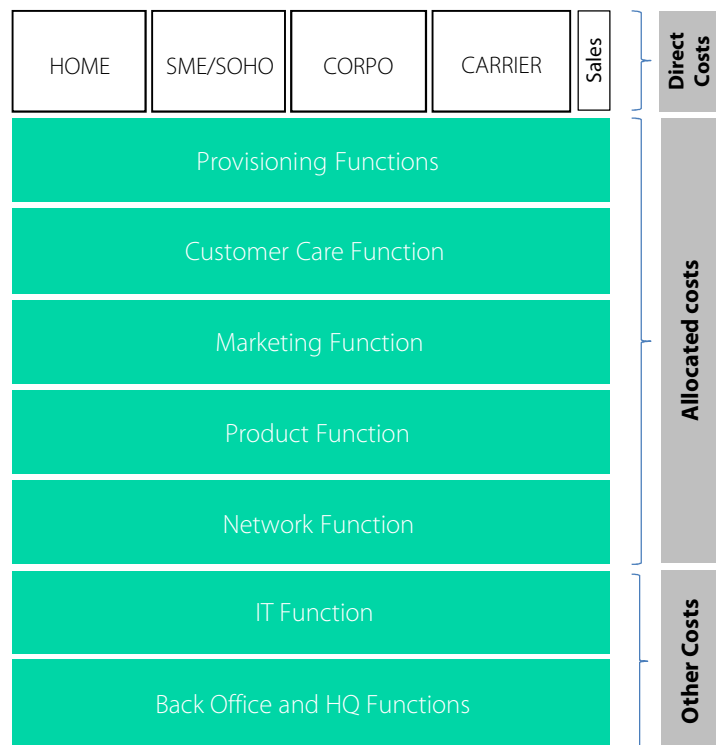 HOME
SME/SOHO
CORPO
CARRIER
Sales
Direct
Costs
Provisioning Functions
Customer Care Function
Marketing Function
Product Function
Network Function
Allocated costs
IT Function
Back Office and HQ Functions
Other Costs